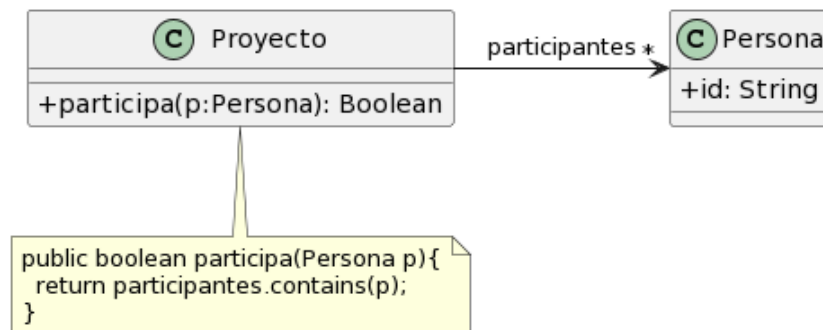 C Proyecto
+participa(p:Persona): Boolean
participantes *
C Persona
+id: String
public boolean participa(Persona p){
return participantes.contains(p);
}